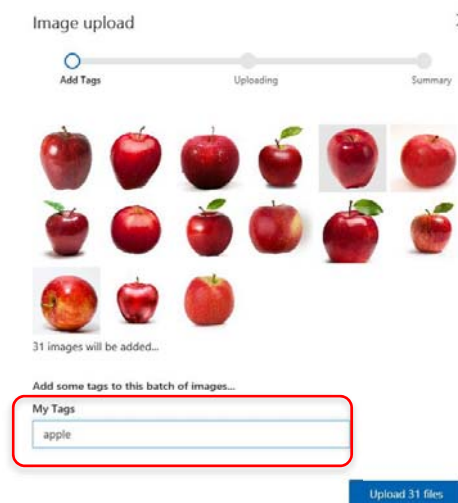 Image upload
Add Tags
Uploading
Summary
31 images will be added...
Add some tags to this batch of images...
My Tags
apple
Upload 31 files